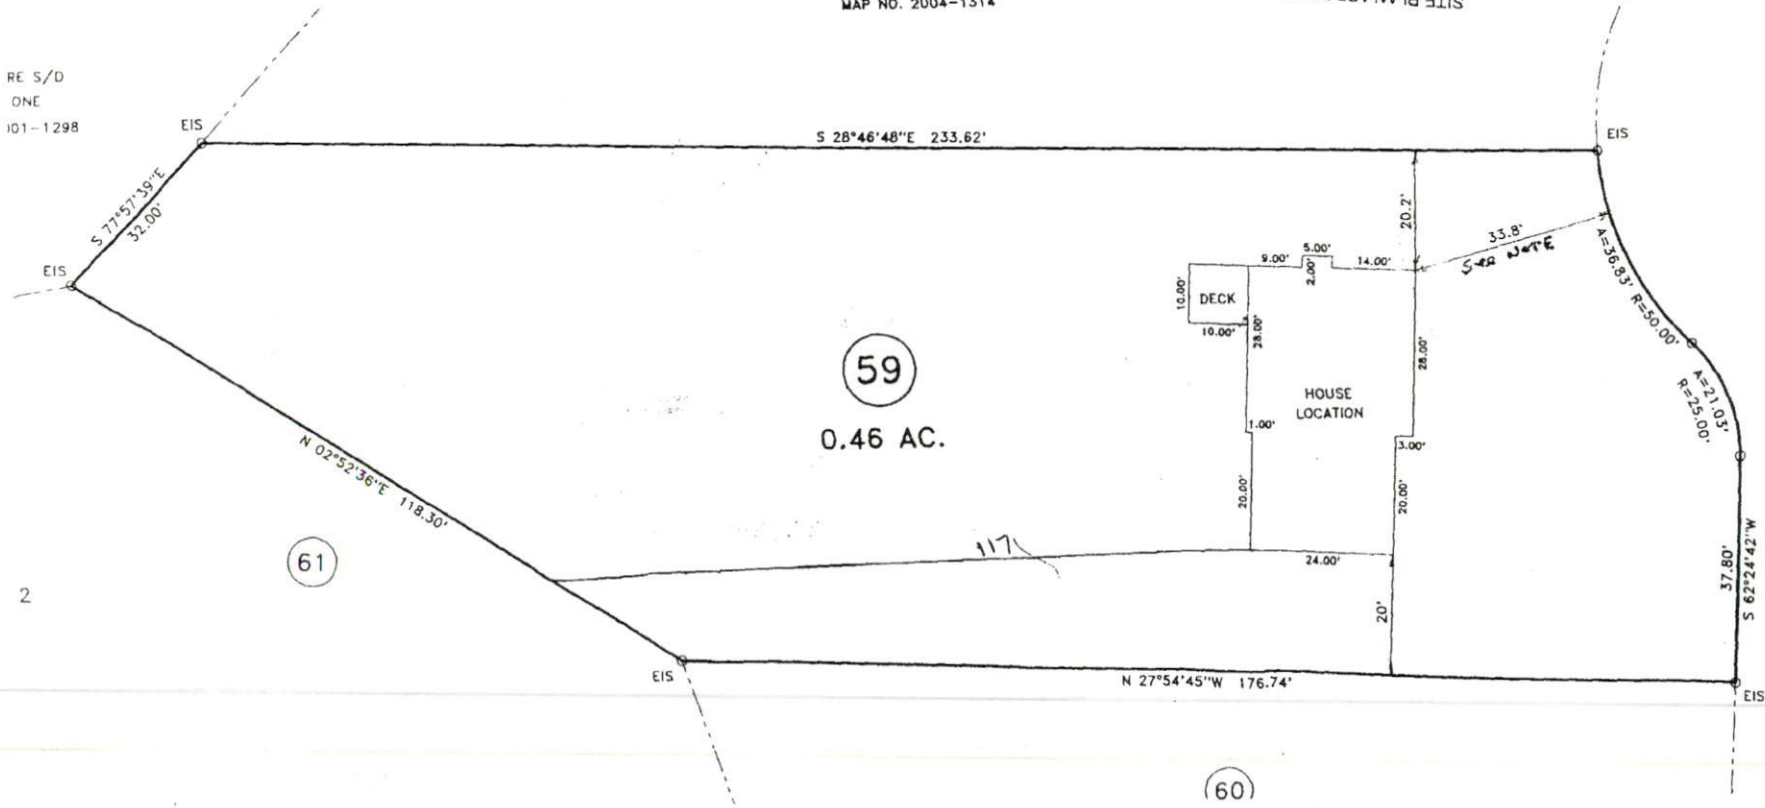 MAP NO. 2004-1314
SITE PLAN
RE S/D
ONE
001-1298
EIS
S 28°46'48"E 233.62'
EIS
S 77°57'39"E
32.00'
EIS
20.2'
33.8'
See NOTE
A=36.83' R=50.00'
A=21.03'
R=25.00'
9.00'
5.00'
2.00'
14.00'
10.00'
DECK
10.00'
28.00'
28.00'
59
0.46 AC.
HOUSE
LOCATION
1.00'
3.00'
20.00'
20.00'
N 02°52'36"E 118.30'
61
117
24.00'
2
20'
37.80'
S 62°24'42"W
EIS
N 27°54'45"W 176.74'
EIS
60